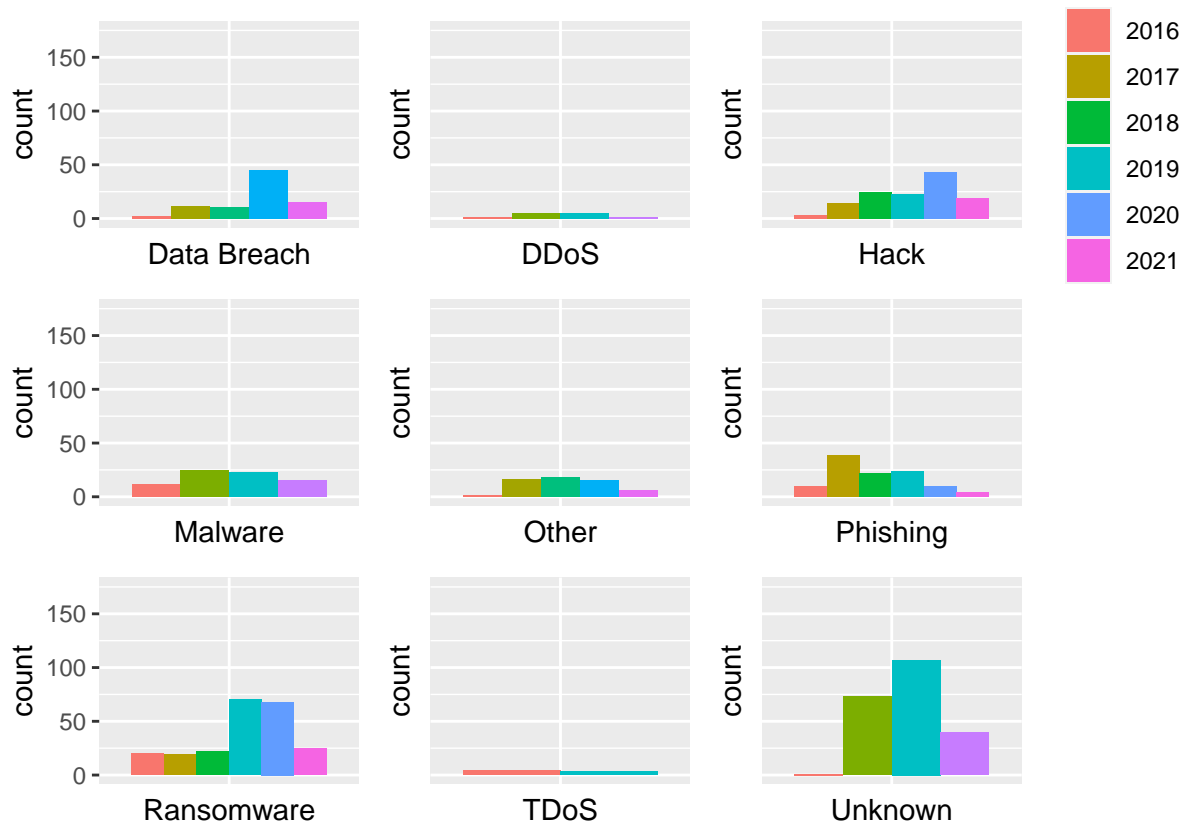 count
150
100
50
0
Data Breach
count
DDoS
count
Hack
2016
2017
2018
2019
2020
2021
count
150
100
50
0
Malware
count
Other
count
Phishing
count
150
100
50
0
Ransomware
count
TDoS
count
Unknown